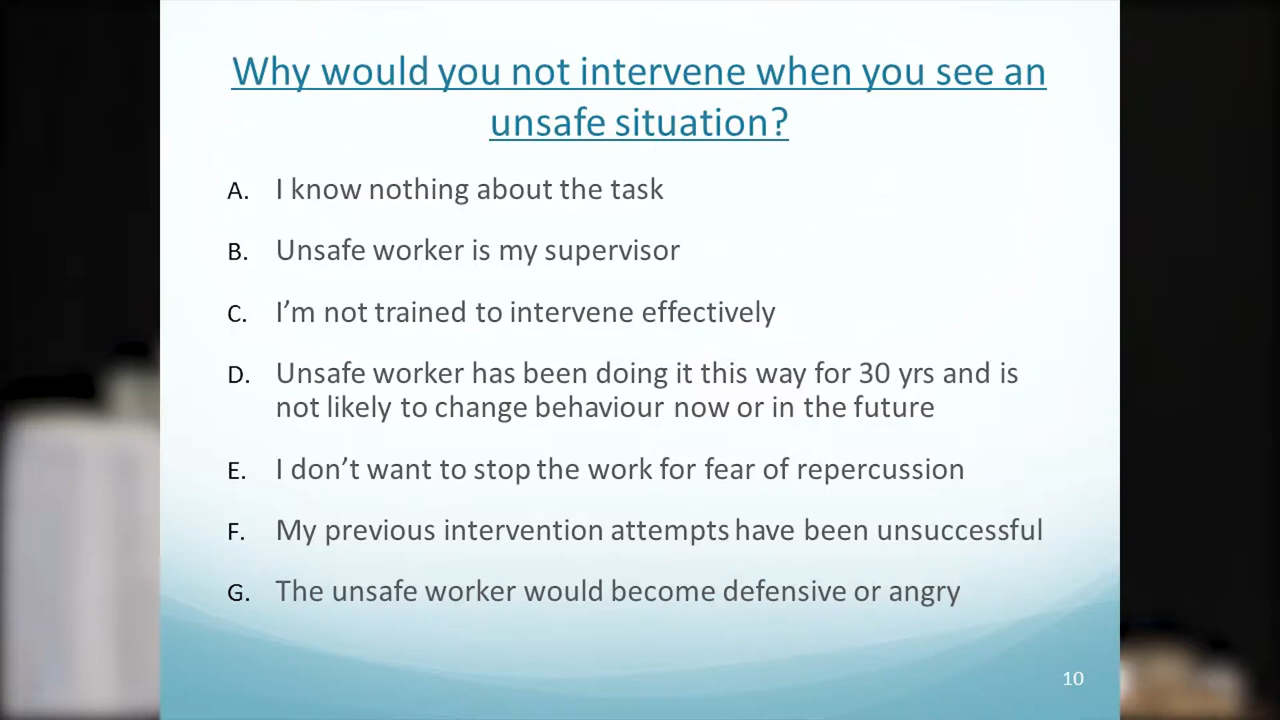 Why would you not intervene when you see an
unsafe situation?
A. I know nothing about the task
B. Unsafe worker is my supervisor
C. I’m not trained to intervene effectively
D. Unsafe worker has been doing it this way for 30 yrs and is
not likely to change behaviour now or in the future
E. I don’t want to stop the work for fear of repercussion
F. My previous intervention attempts have been unsuccessful
G. The unsafe worker would become defensive or angry
10